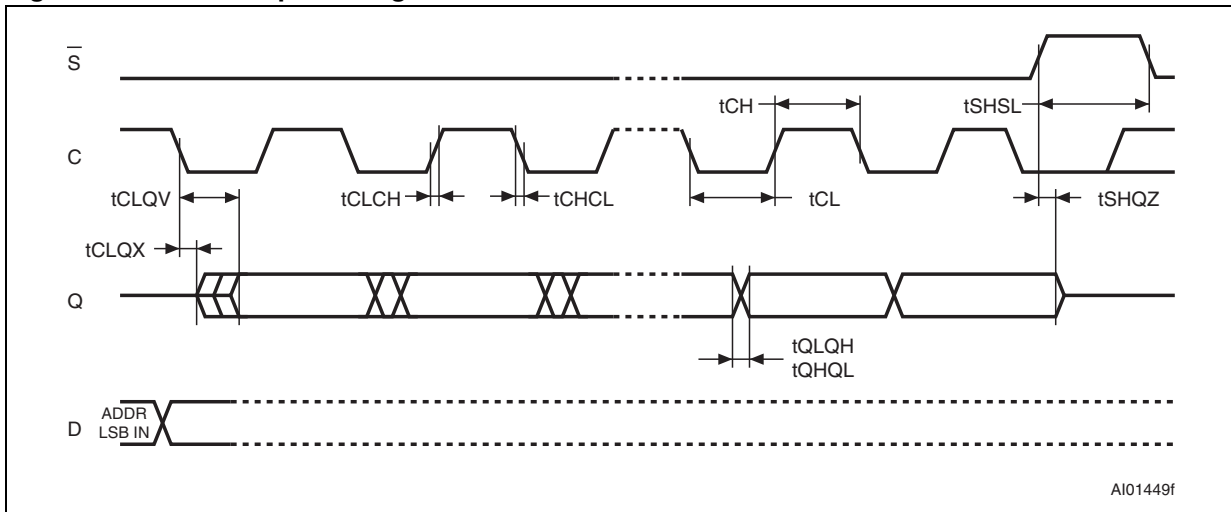 S
tCH
tSHSL
C
tCLQV
tCLCH
tCHCL
tCL
tSHQZ
tCLQX
Q
tQLQH
tQHQL
ADDR
D
LSB IN
AI01449f